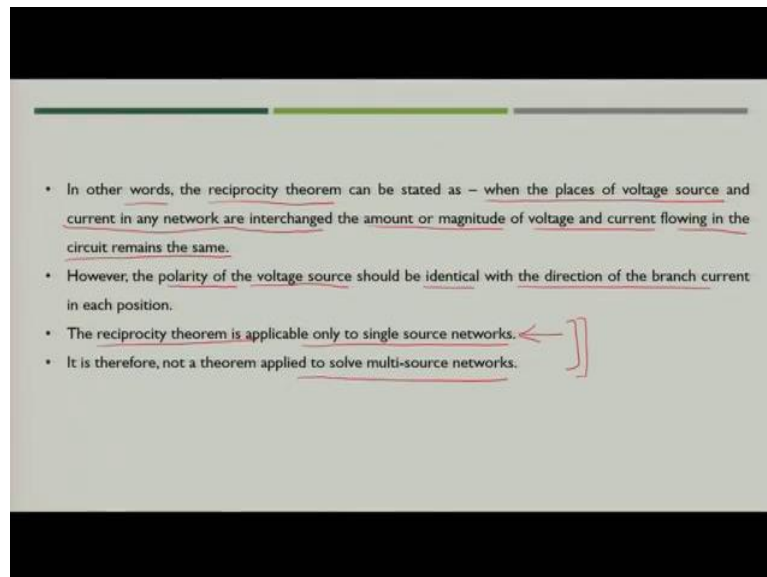 • In other words, the reciprocity theorem can be stated as – when the places of voltage source and
current in any network are interchanged the amount or magnitude of voltage and current flowing in the
circuit remains the same.
• However, the polarity of the voltage source should be identical with the direction of the branch current
in each position.
• The reciprocity theorem is applicable only to single source networks.
• It is therefore, not a theorem applied to solve multi-source networks.